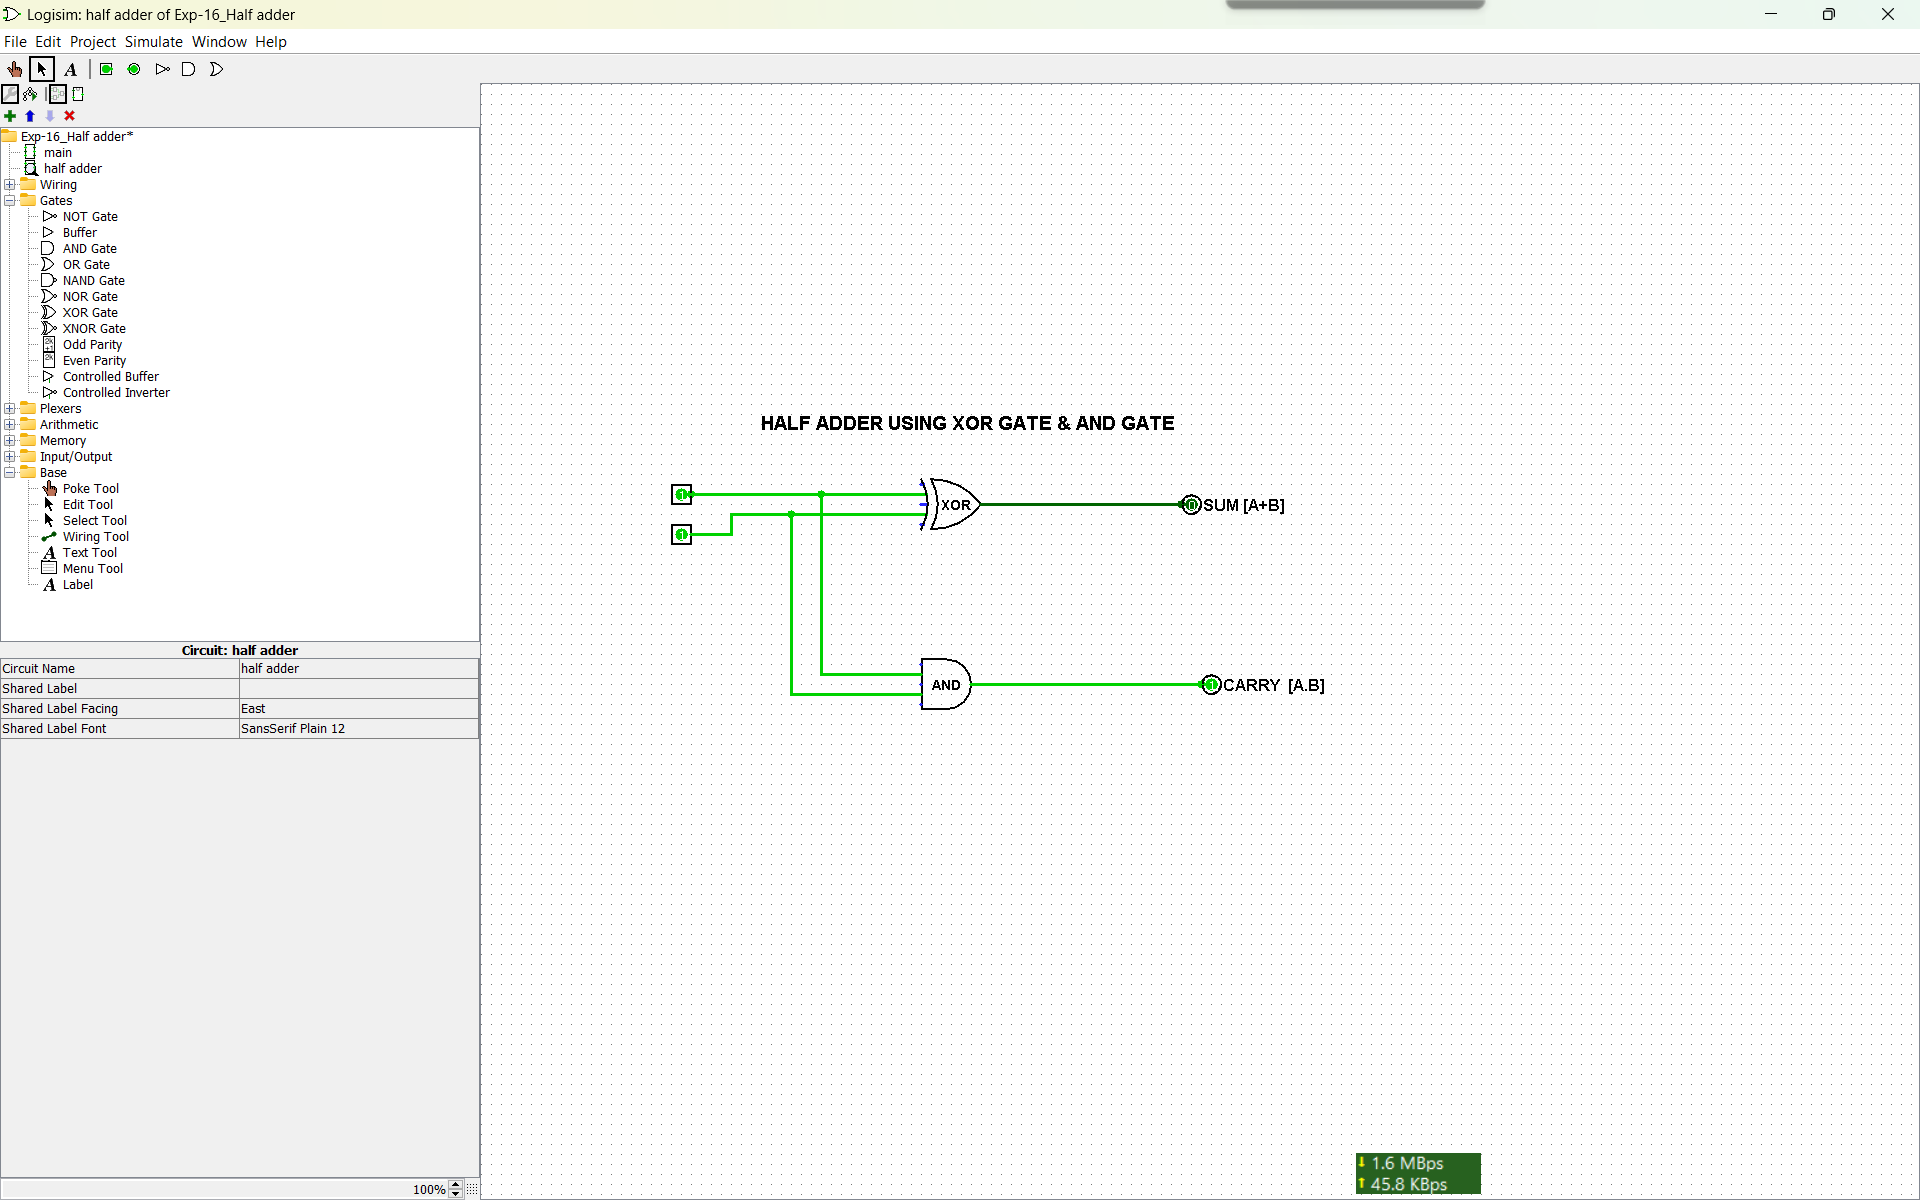 Logisim: half adder of Exp-16_Half adder
File Edit Project Simulate Window Help
A
Exp-16_Half adder*
main
half adder
Wiring
Gates
NOT Gate
Buffer
AND Gate
OR Gate
NAND Gate
NOR Gate
XOR Gate
XNOR Gate
Odd Parity
Even Parity
Controlled Buffer
Controlled Inverter
Plexers
Arithmetic
Memory
Input/Output
Base
Poke Tool
Edit Tool
Select Tool
Wiring Tool
A Text Tool
Menu Tool
A Label
Circuit: half adder
Circuit Name half adder
Shared Label
Shared Label Facing East
Shared Label Font SansSerif Plain 12
100%
HALF ADDER USING XOR GATE & AND GATE
1
1
XOR
0 SUM [A+B]
AND
1 CARRY [A.B]
1.6 MBps
45.8 KBps